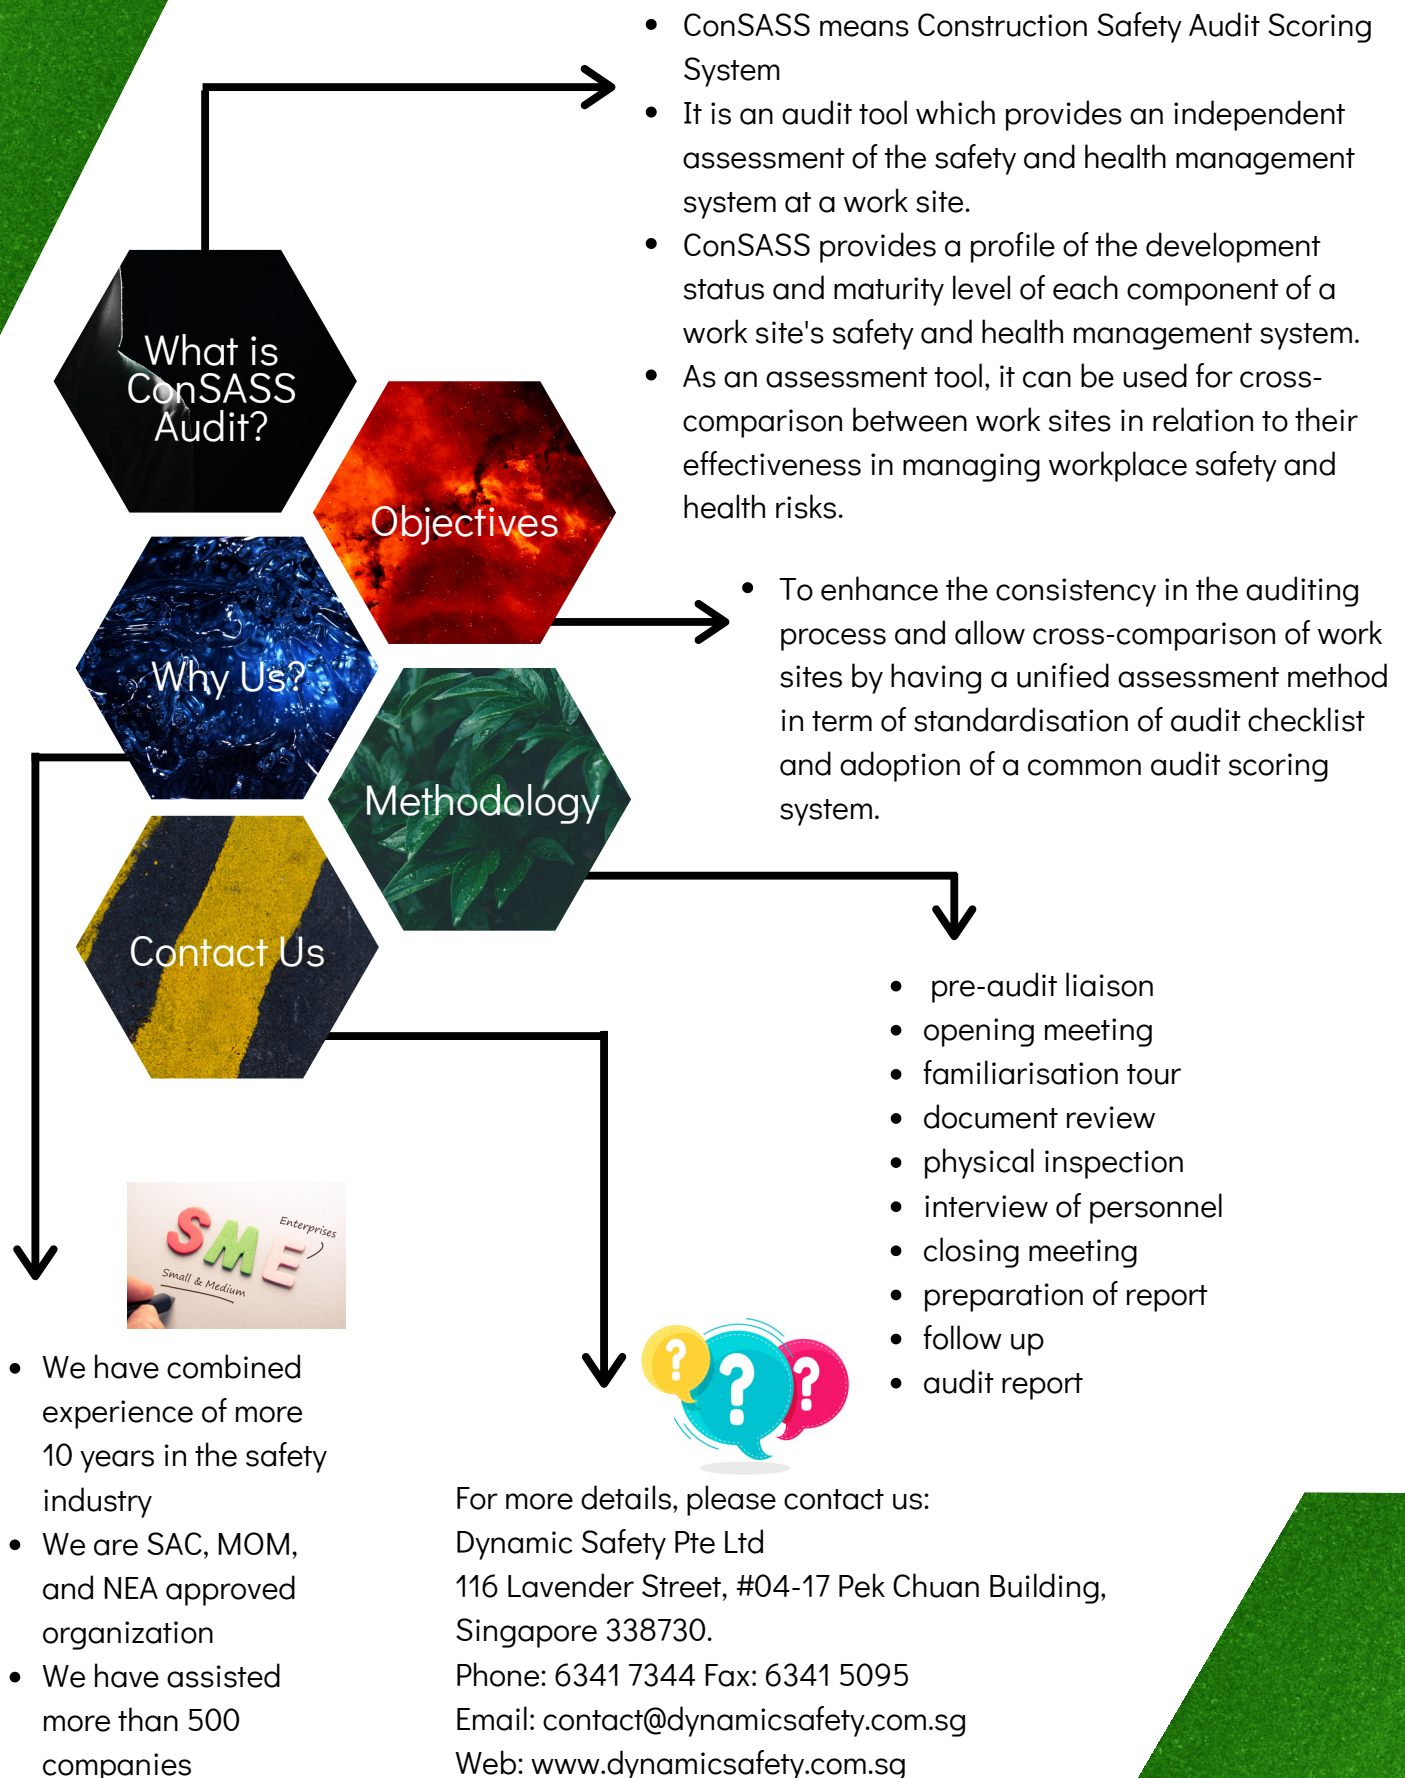 What is
ConSASS
Audit?
• ConSASS means Construction Safety Audit Scoring
System
• It is an audit tool which provides an independent
assessment of the safety and health management
system at a work site.
• ConSASS provides a profile of the development
status and maturity level of each component of a
work site's safety and health management system.
• As an assessment tool, it can be used for cross-
comparison between work sites in relation to their
effectiveness in managing workplace safety and
health risks.
Objectives
• To enhance the consistency in the auditing
process and allow cross-comparison of work
sites by having a unified assessment method
in term of standardisation of audit checklist
and adoption of a common audit scoring
system.
Why Us?
Methodology
• pre-audit liaison
• opening meeting
• familiarisation tour
• document review
• physical inspection
• interview of personnel
• closing meeting
• preparation of report
• follow up
• audit report
Contact Us
SME
Enterprises
Small & Medium
• We have combined
experience of more
10 years in the safety
industry
• We are SAC, MOM,
and NEA approved
organization
• We have assisted
more than 500
companies
? ? ?
For more details, please contact us:
Dynamic Safety Pte Ltd
116 Lavender Street, #04-17 Pek Chuan Building,
Singapore 338730.
Phone: 6341 7344 Fax: 6341 5095
Email: contact@dynamicsafety.com.sg
Web: www.dynamicsafety.com.sg